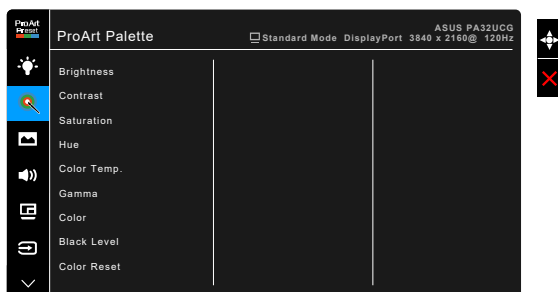 ProArt
Preset
ProArt Palette
ASUS PA32UCG
Standard Mode DisplayPort 3840 x 2160@ 120Hz
Brightness
Contrast
Saturation
Hue
Color Temp.
Gamma
Color
Black Level
Color Reset